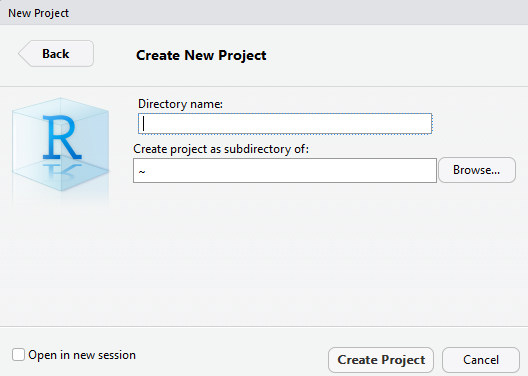 New Project
Back
Create New Project
R
Directory name:
Create project as subdirectory of:
~
Browse...
Open in new session
Create Project
Cancel